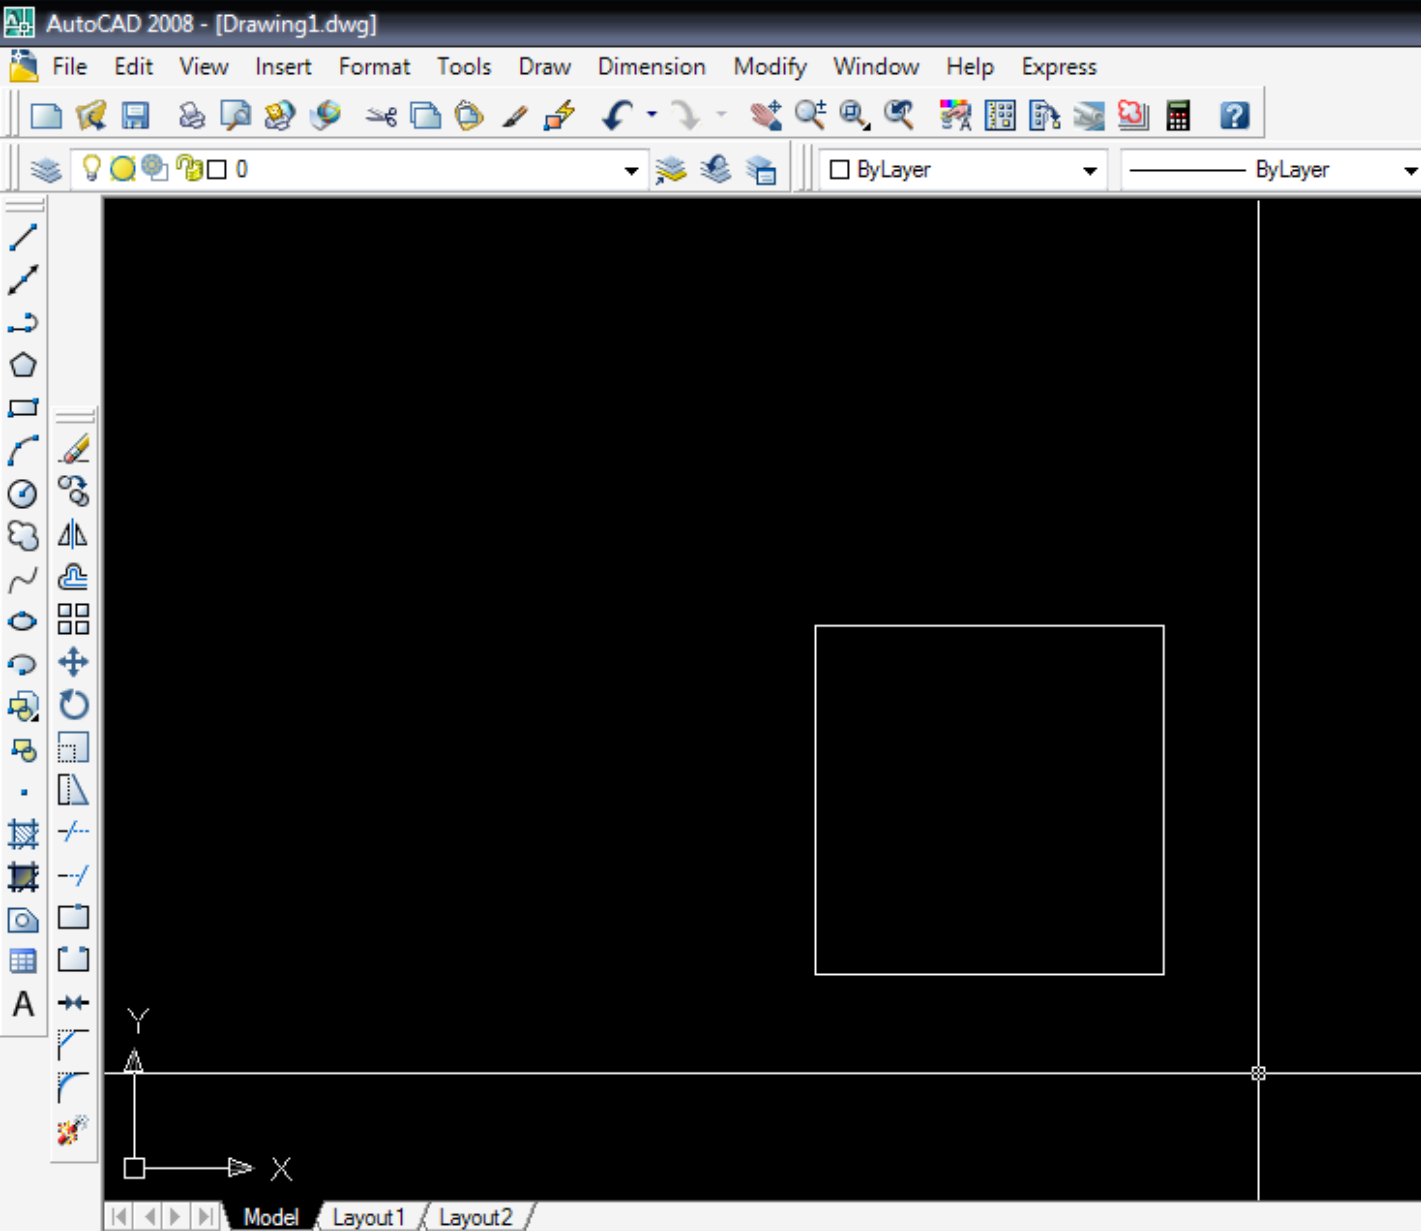 AutoCAD 2008 - [Drawing1.dwg]
File Edit View Insert Format Tools Draw Dimension Modify Window Help Express
0 ByLayer ByLayer
A
Y
X
Model Layout1 Layout2